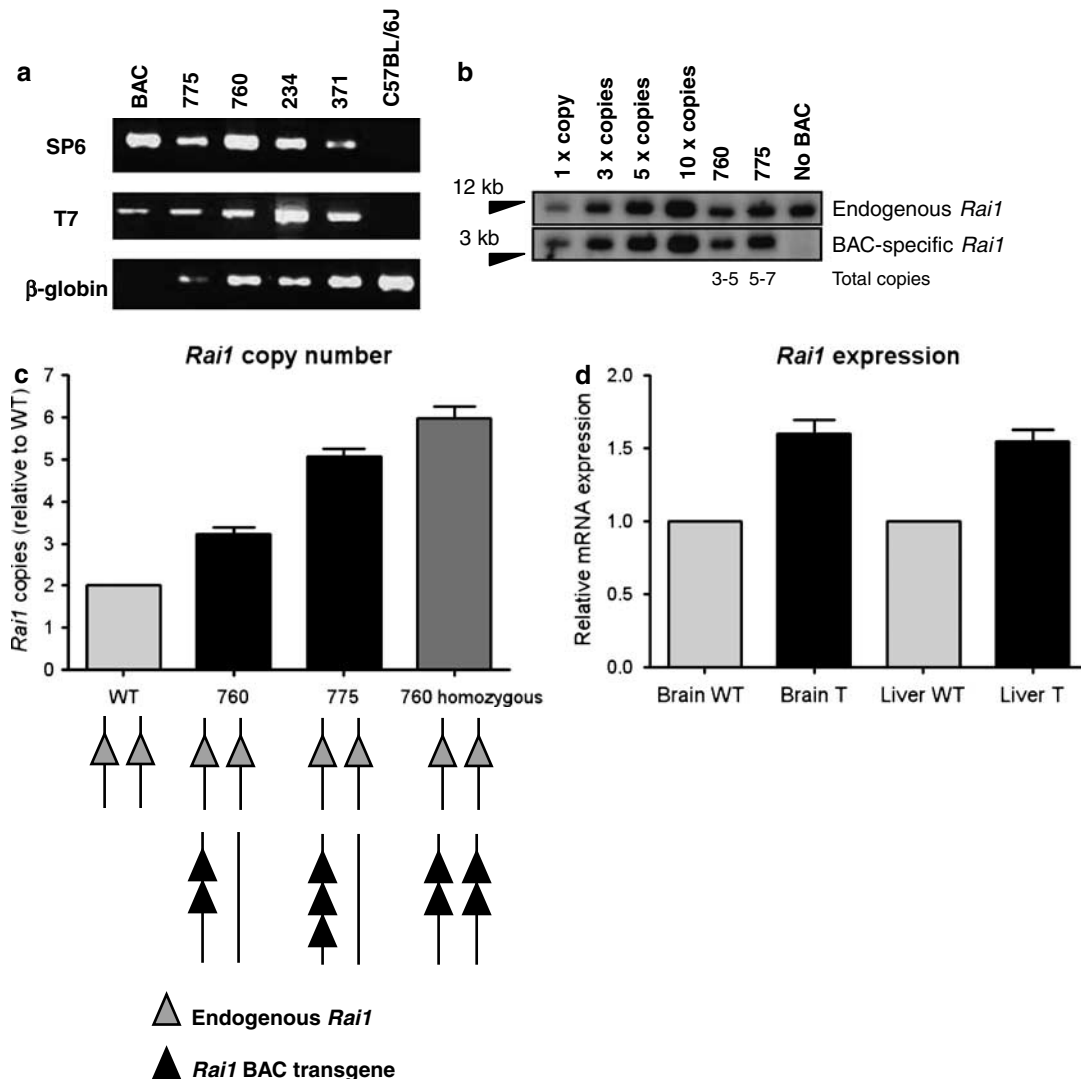 a
BAC
775
760
234
371
C57BL/6J
SP6
T7
β-globin
b
1 x copy
3 x copies
5 x copies
10 x copies
760
775
No BAC
12 kb
Endogenous Rai1
3 kb
BAC-specific Rai1
3-5 5-7 Total copies
c
Rai1 copy number
Rai1 copies (relative to WT)
7
6
5
4
3
2
1
0
WT 760 775 760 homozygous
Endogenous Rai1
Rai1 BAC transgene
d
Rai1 expression
Relative mRNA expression
2.0
1.5
1.0
0.5
0.0
Brain WT Brain T Liver WT Liver T